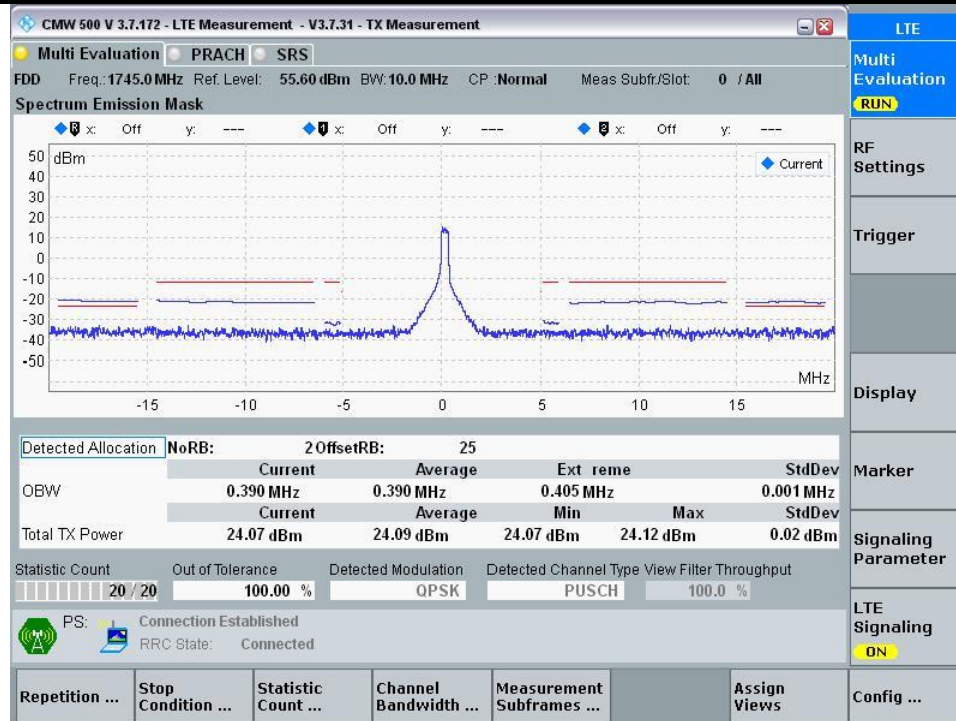 CMW 500 V 3.7.172 - LTE Measurement - V3.7.31 - TX Measurement
LTE
Multi Evaluation PRACH SRS
Multi Evaluation
RUN
FDD Freq.: 1745.0 MHz Ref. Level: 55.60 dBm BW: 10.0 MHz CP : Normal Meas Subfr/Slot: 0 / All
Spectrum Emission Mask
R x: Off y: --- 1 x: Off y: --- 2 x: Off y: ---
RF Settings
Trigger
Display
Marker
Signaling Parameter
LTE Signaling
ON
dBm
Current
50
40
30
20
10
0
-10
-20
-30
-40
-50
MHz
-15 -10 -5 0 5 10 15
Detected Allocation NoRB: 2 OffsetRB: 25
Current Average Ext reme StdDev
OBW 0.390 MHz 0.390 MHz 0.405 MHz 0.001 MHz
Current Average Min Max StdDev
Total TX Power 24.07 dBm 24.09 dBm 24.07 dBm 24.12 dBm 0.02 dBm
Statistic Count Out of Tolerance Detected Modulation Detected Channel Type View Filter Throughput
20 / 20 100.00 % QPSK PUSCH 100.0 %
PS: Connection Established
RRC State: Connected
Repetition ... Stop Condition ... Statistic Count ... Channel Bandwidth ... Measurement Subframes ... Assign Views Config ...